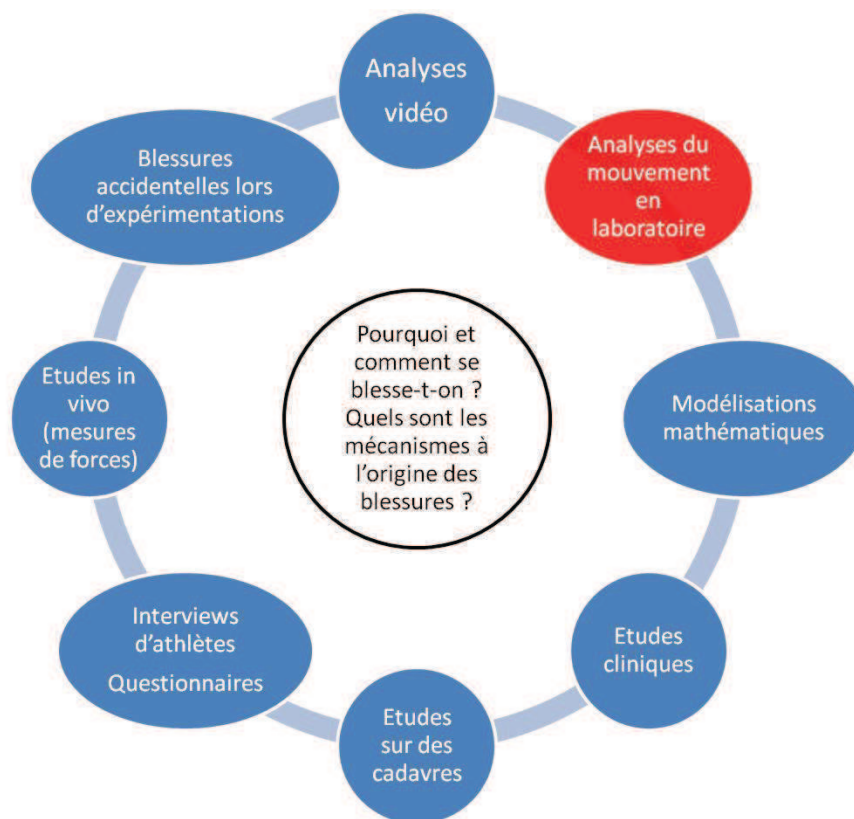 Analyses
vidéo
Analyses du
mouvement
en
laboratoire
Modélisations
mathématiques
Etudes
cliniques
Etudes
sur des
cadavres
Interviews
d'athlètes
Questionnaires
Etudes in
vivo
(mesures
de forces)
Blessures
accidentelles lors
d'expérimentations
Pourquoi et
comment se
blesse-t-on ?
Quels sont les
mécanismes à
l'origine des
blessures ?